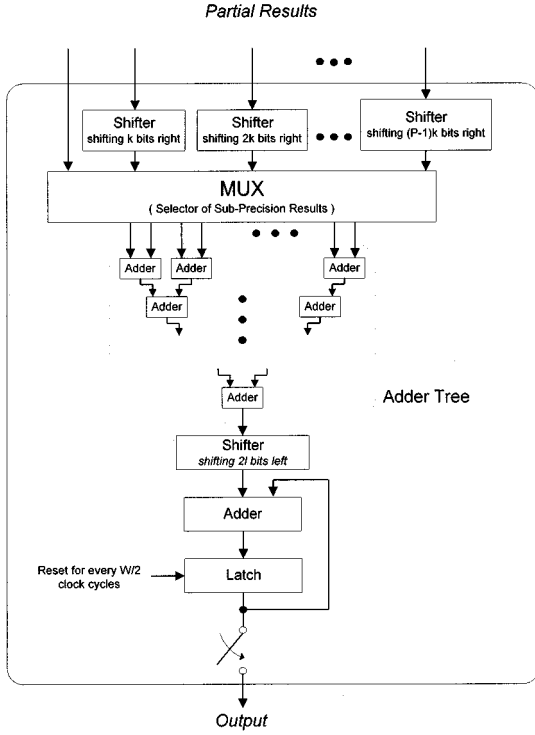 Partial Results
Shifter
shifting k bits right
Shifter
shifting 2k bits right
Shifter
shifting (P-1)k bits right
MUX
( Selector of Sub-Precision Results )
Adder
Adder
Adder
Adder
Adder
Adder
Adder Tree
Shifter
shifting 2l bits left
Adder
Reset for every W/2
clock cycles
Latch
Output